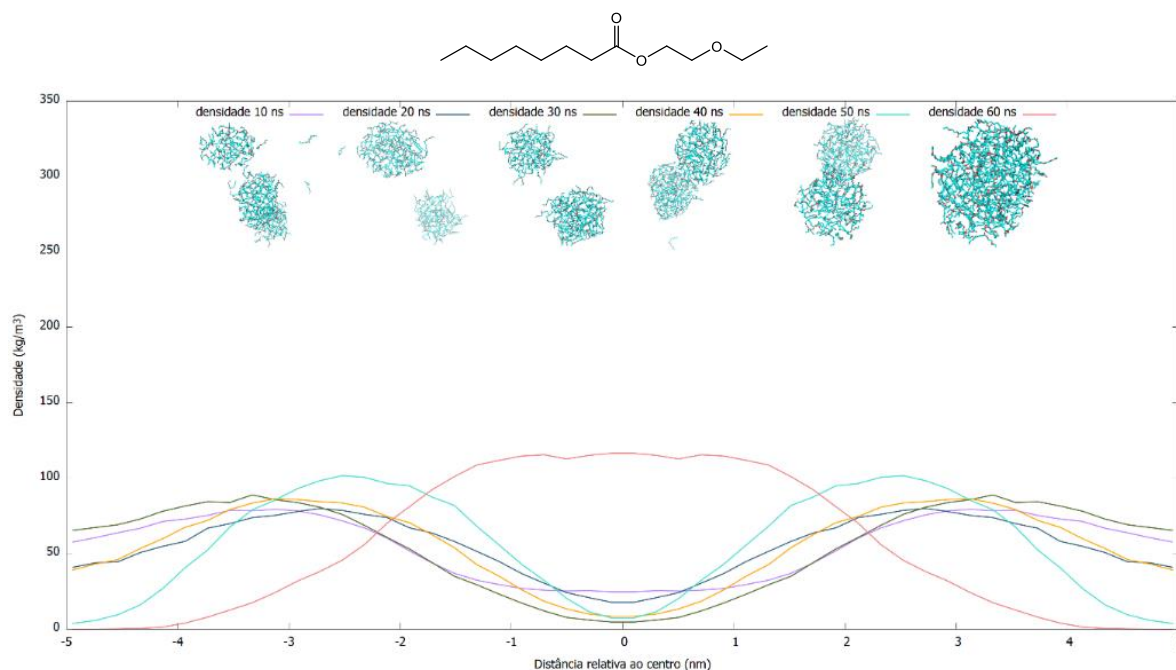 O
O
O
350
300
250
200
150
100
50
0
Densidade (kg/m³)
densidade 10 ns
densidade 20 ns
densidade 30 ns
densidade 40 ns
densidade 50 ns
densidade 60 ns
-5 -4 -3 -2 -1 0 1 2 3 4
Distância relativa ao centro (nm)